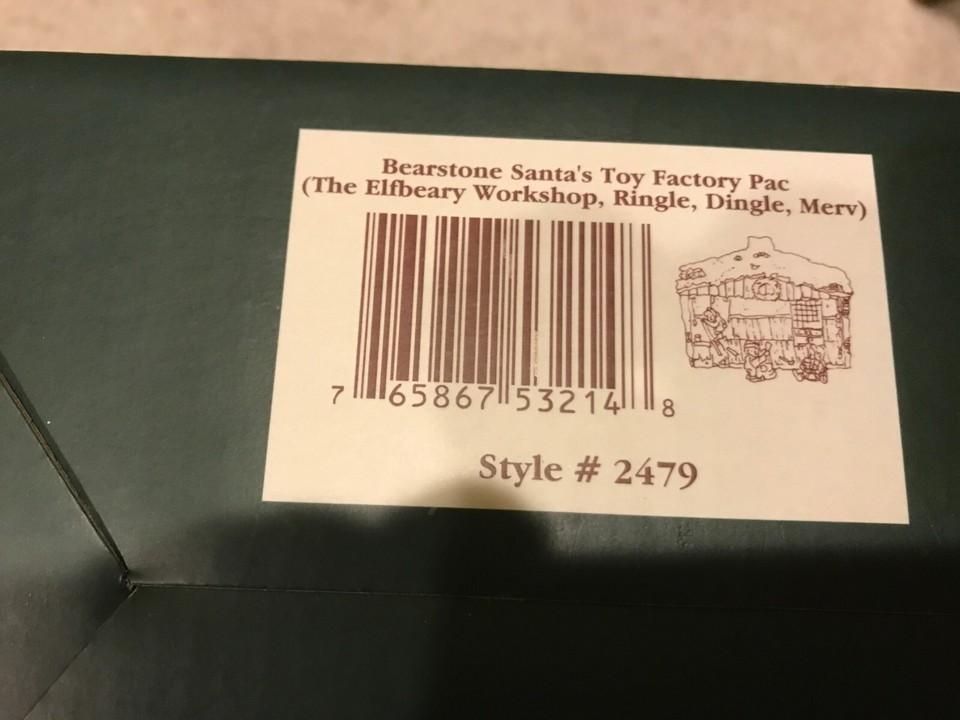 Bearstone Santa's Toy Factory Pac
(The Elfbeary Workshop, Ringle, Dingle, Merv)
7 65867 53214 8
Style # 2479